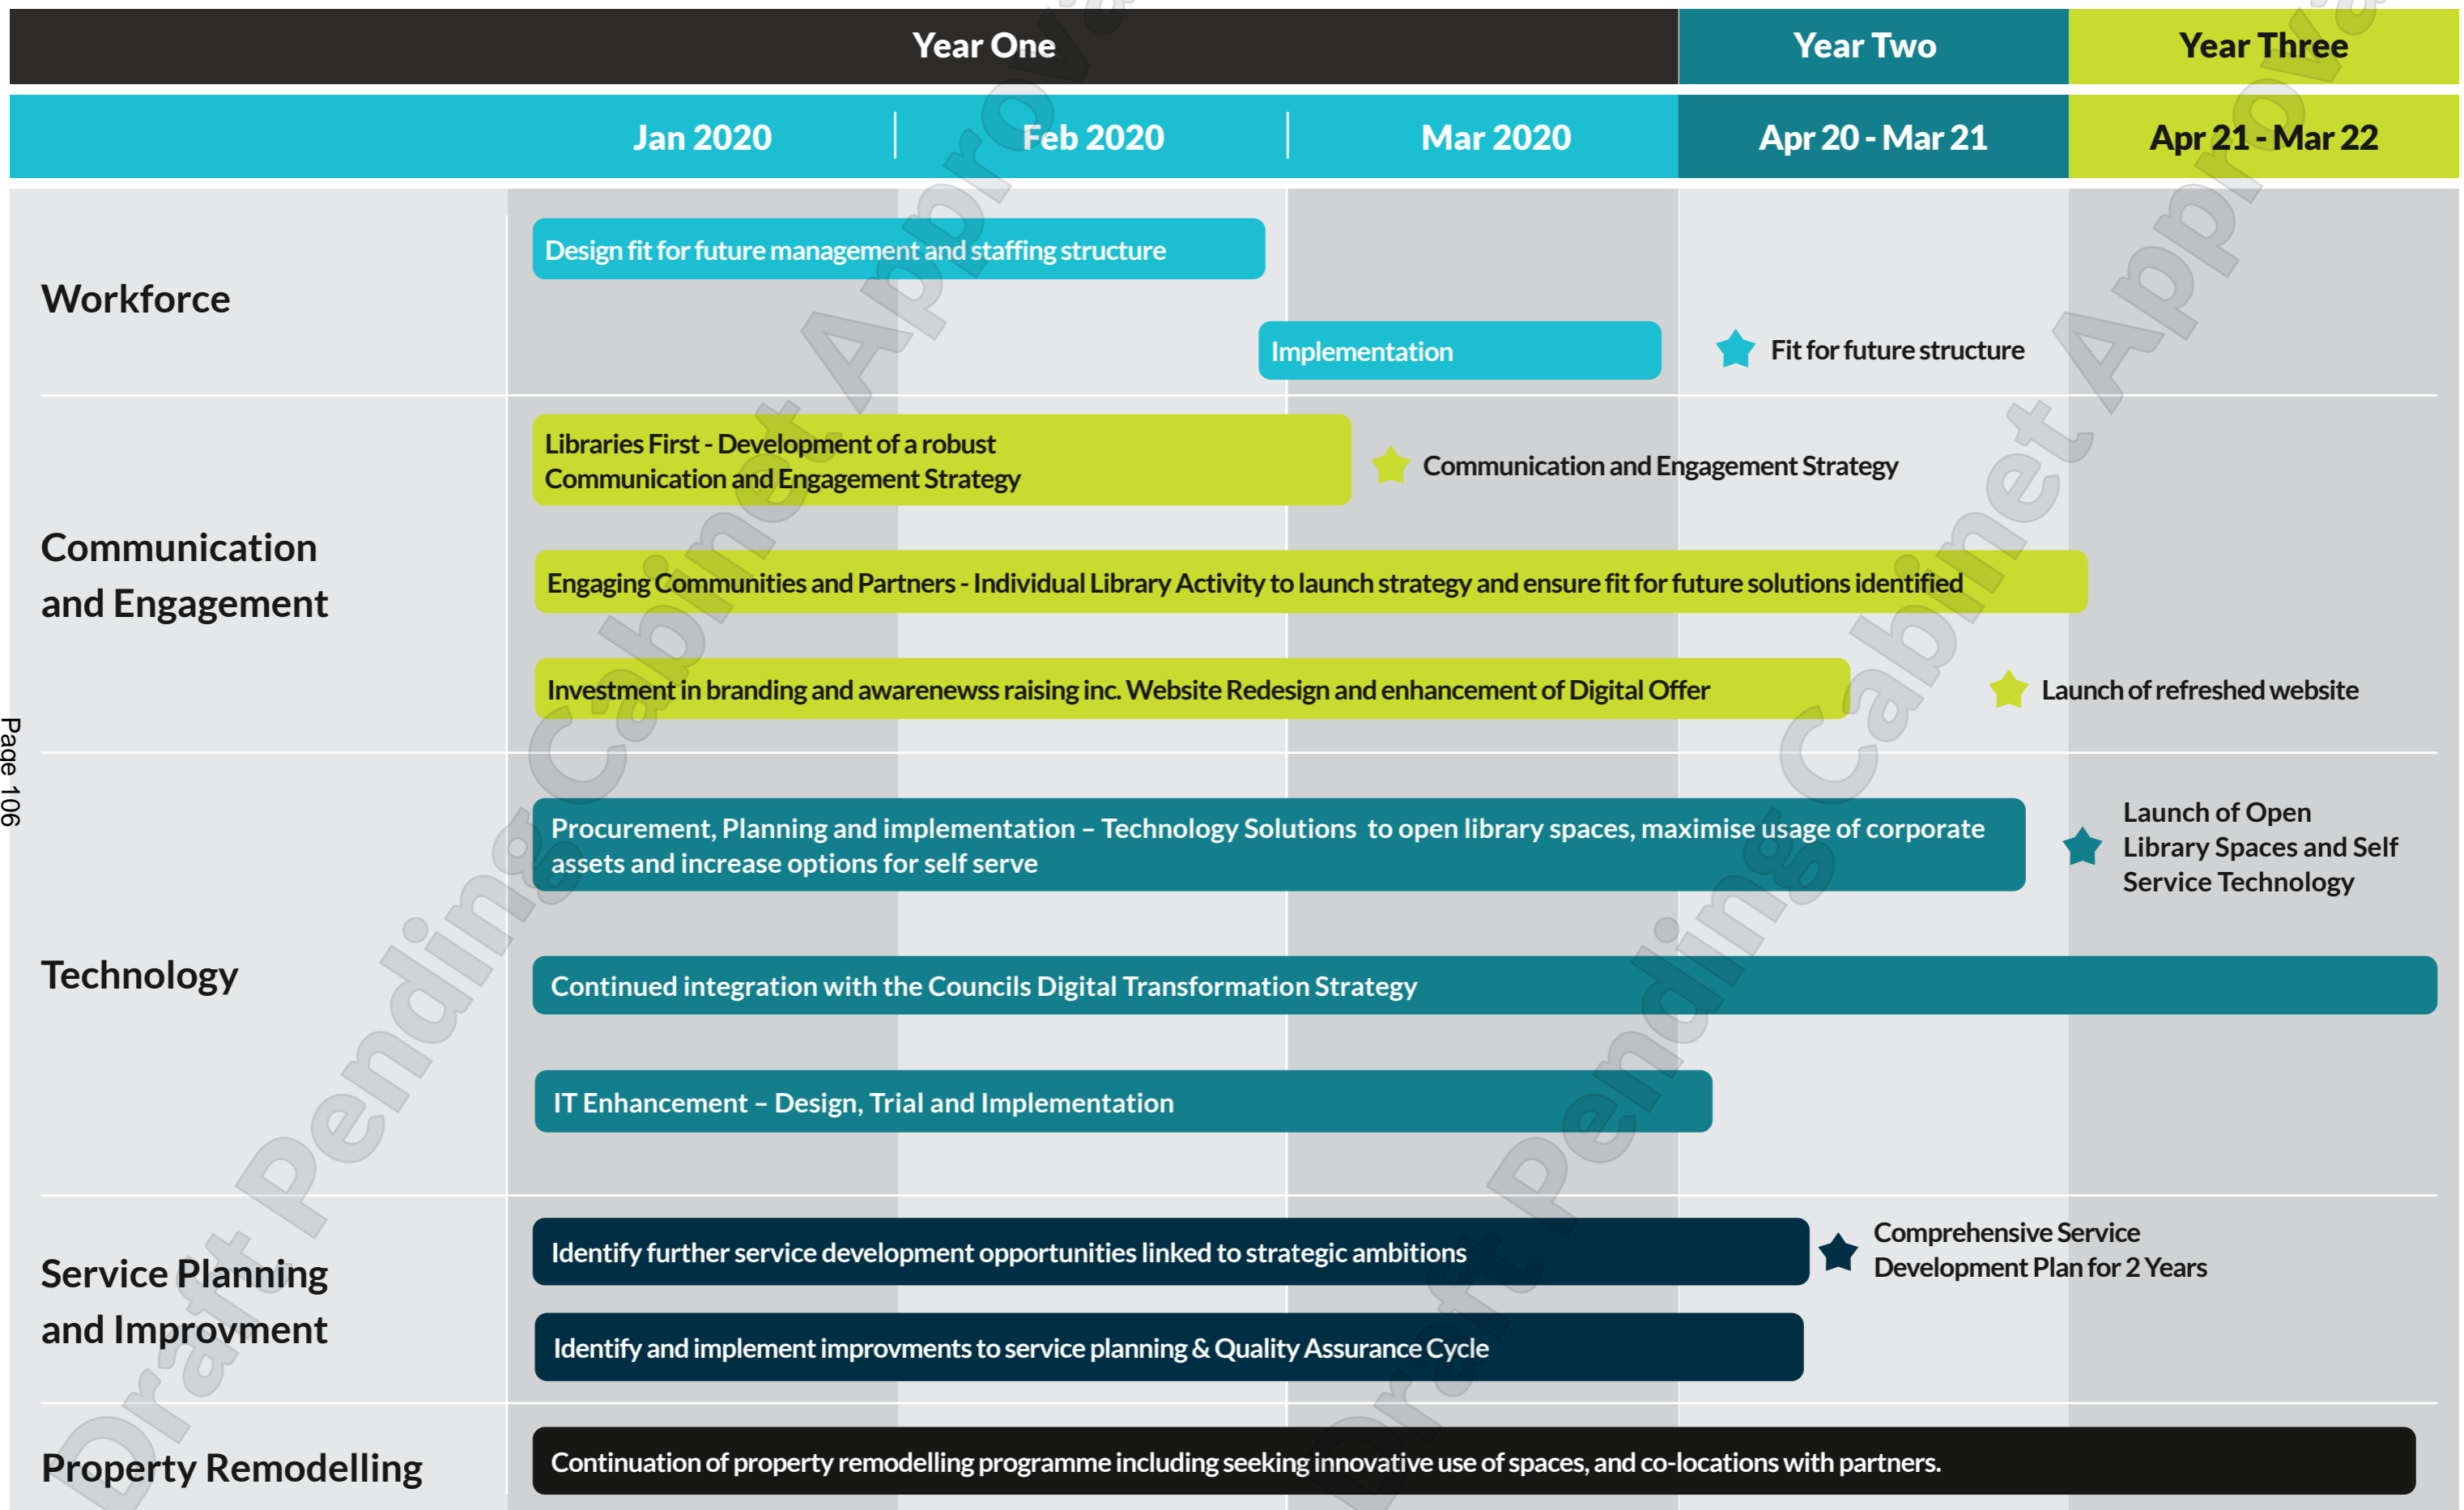 Year One
Year Two
Year Three
Jan 2020
Feb 2020
Mar 2020
Apr 20 - Mar 21
Apr 21 - Mar 22
Workforce
Design fit for future management and staffing structure
Implementation
Fit for future structure
Communication
and Engagement
Libraries First - Development of a robust
Communication and Engagement Strategy
Communication and Engagement Strategy
Engaging Communities and Partners - Individual Library Activity to launch strategy and ensure fit for future solutions identified
Investment in branding and awarenewss raising inc. Website Redesign and enhancement of Digital Offer
Launch of refreshed website
Technology
Procurement, Planning and implementation – Technology Solutions to open library spaces, maximise usage of corporate
assets and increase options for self serve
Launch of Open
Library Spaces and Self
Service Technology
Continued integration with the Councils Digital Transformation Strategy
IT Enhancement – Design, Trial and Implementation
Service Planning
and Improvment
Identify further service development opportunities linked to strategic ambitions
Comprehensive Service
Development Plan for 2 Years
Identify and implement improvments to service planning & Quality Assurance Cycle
Property Remodelling
Continuation of property remodelling programme including seeking innovative use of spaces, and co-locations with partners.
Page 106
Draft Pending Cabinet Approva
Draft Pending Cabinet Approva